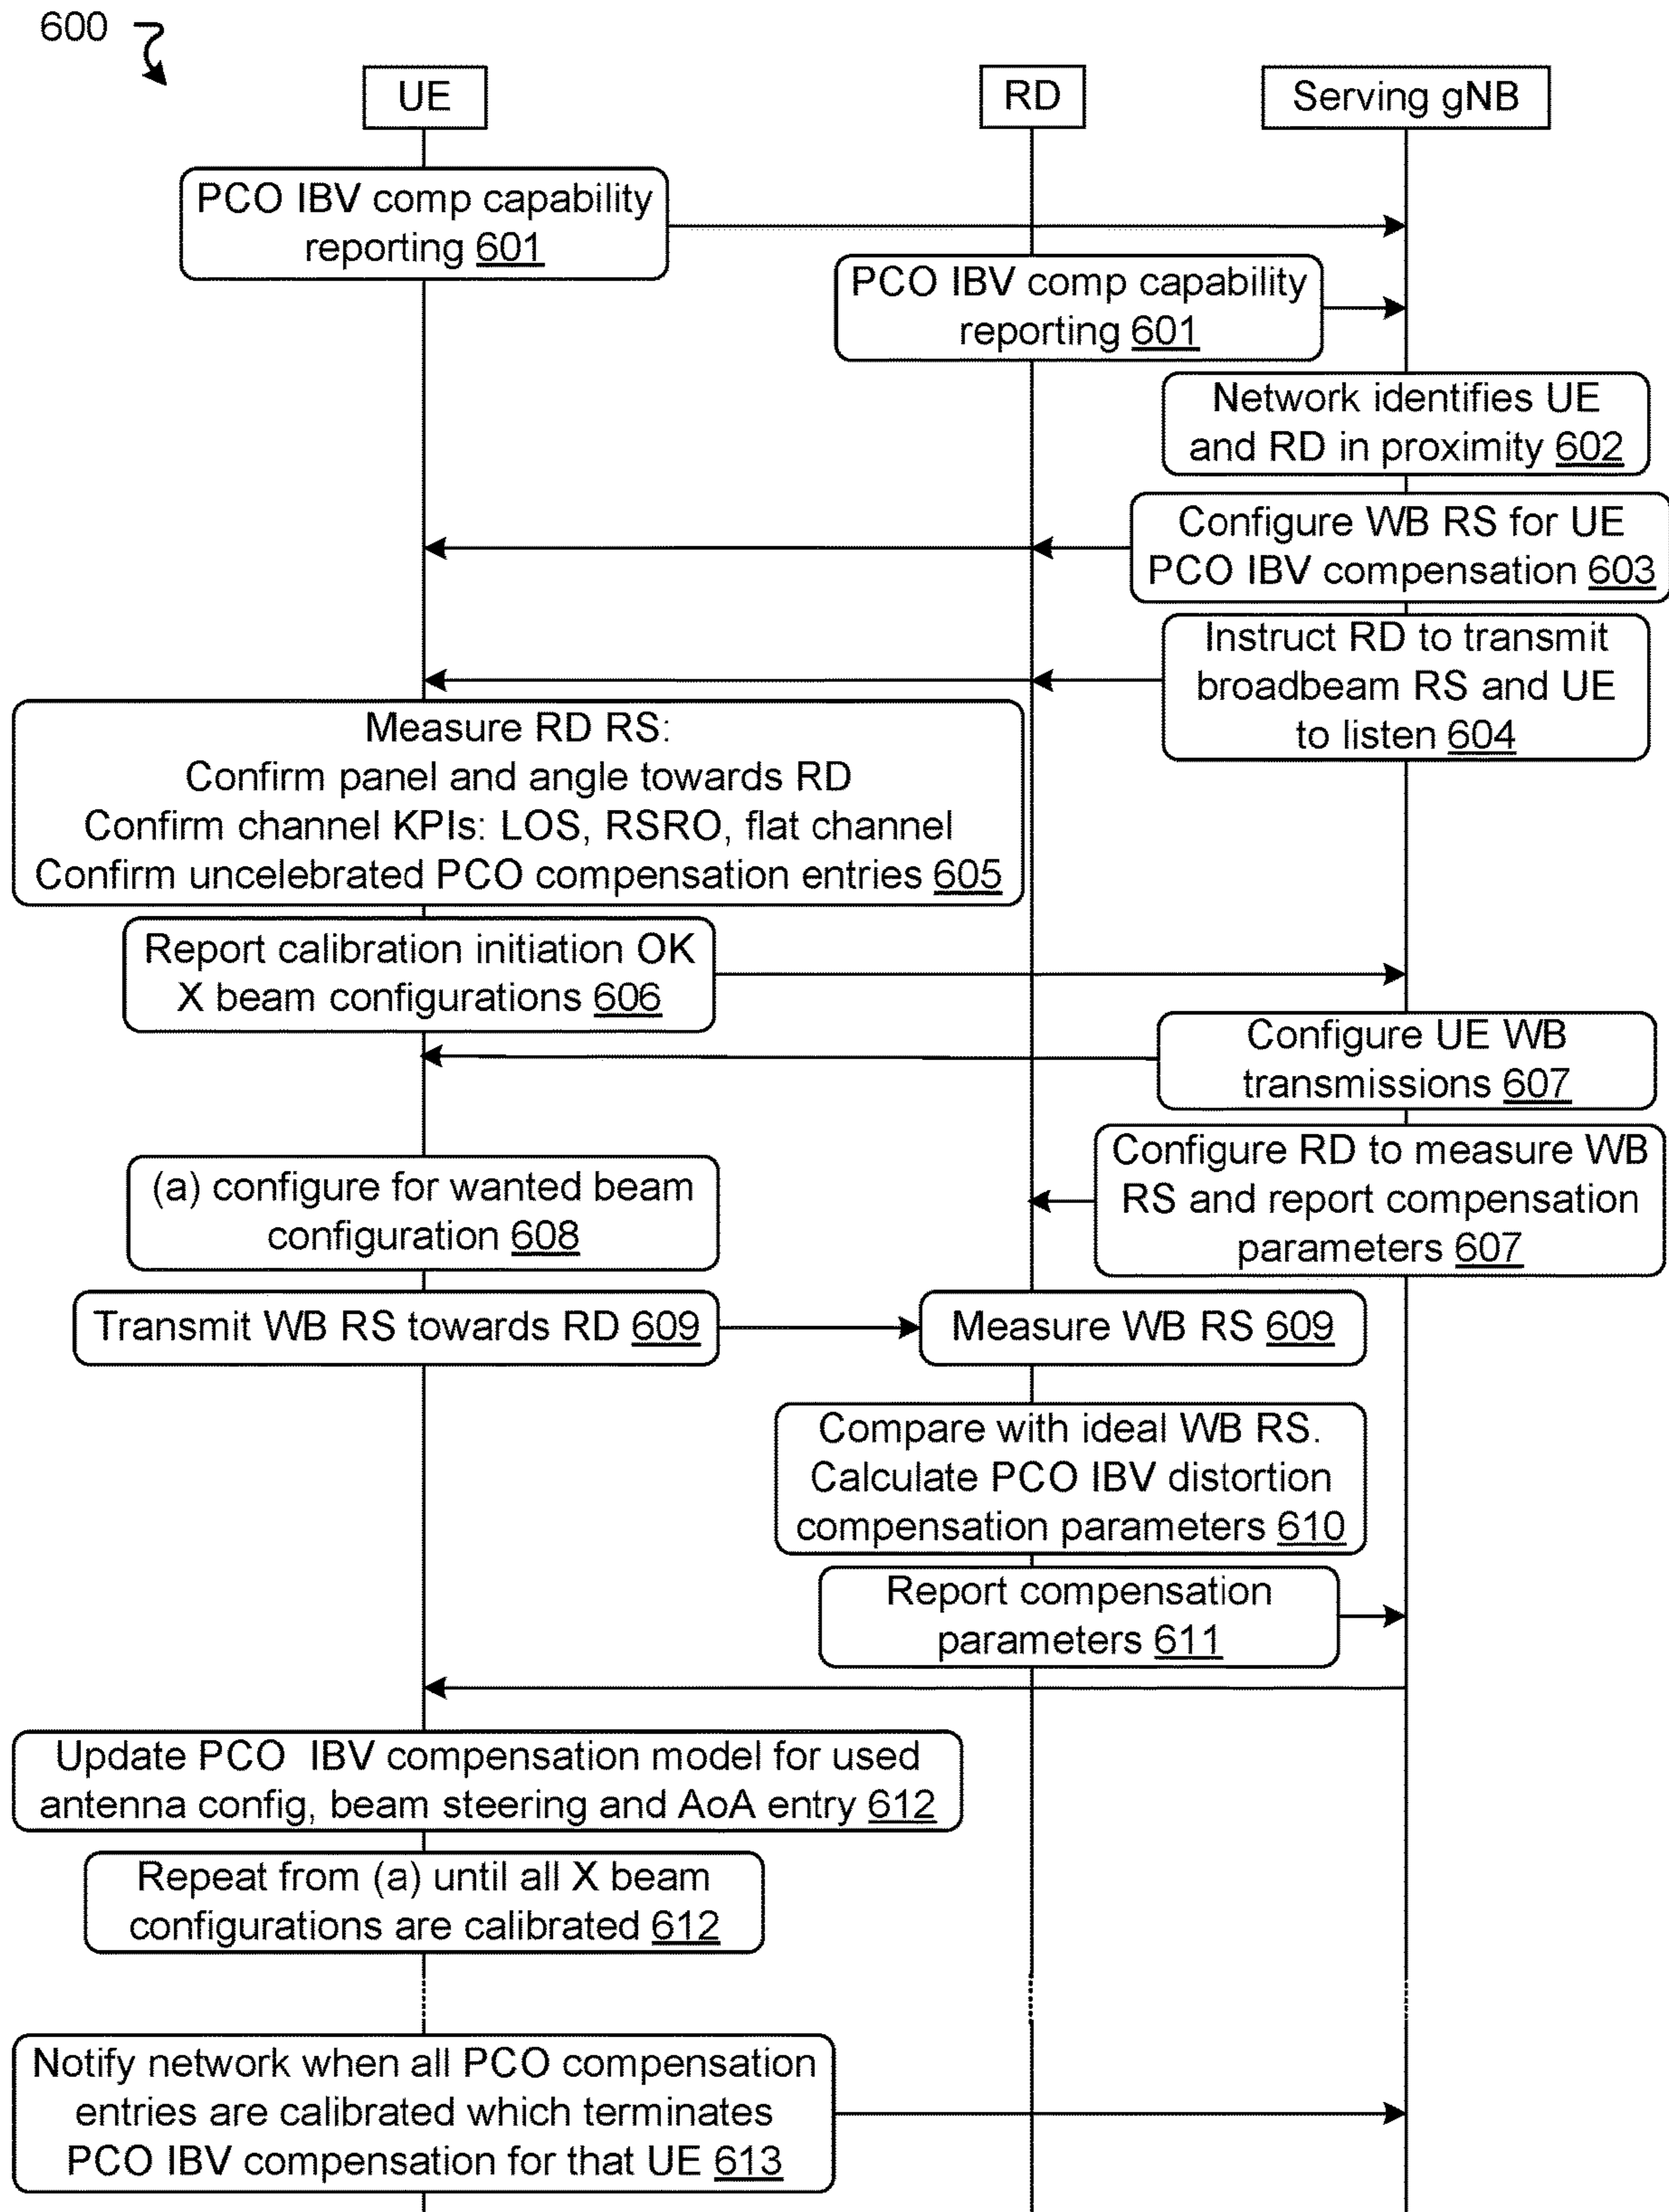 600
UE
RD
Serving gNB
PCO IBV comp capability
reporting 601
PCO IBV comp capability
reporting 601
Network identifies UE
and RD in proximity 602
Configure WB RS for UE
PCO IBV compensation 603
Instruct RD to transmit
broadbeam RS and UE
to listen 604
Measure RD RS:
Confirm panel and angle towards RD
Confirm channel KPIs: LOS, RSRO, flat channel
Confirm uncelebrated PCO compensation entries 605
Report calibration initiation OK
X beam configurations 606
Configure UE WB
transmissions 607
Configure RD to measure WB
RS and report compensation
parameters 607
(a) configure for wanted beam
configuration 608
Transmit WB RS towards RD 609
Measure WB RS 609
Compare with ideal WB RS.
Calculate PCO IBV distortion
compensation parameters 610
Report compensation
parameters 611
Update PCO IBV compensation model for used
antenna config, beam steering and AoA entry 612
Repeat from (a) until all X beam
configurations are calibrated 612
Notify network when all PCO compensation
entries are calibrated which terminates
PCO IBV compensation for that UE 613